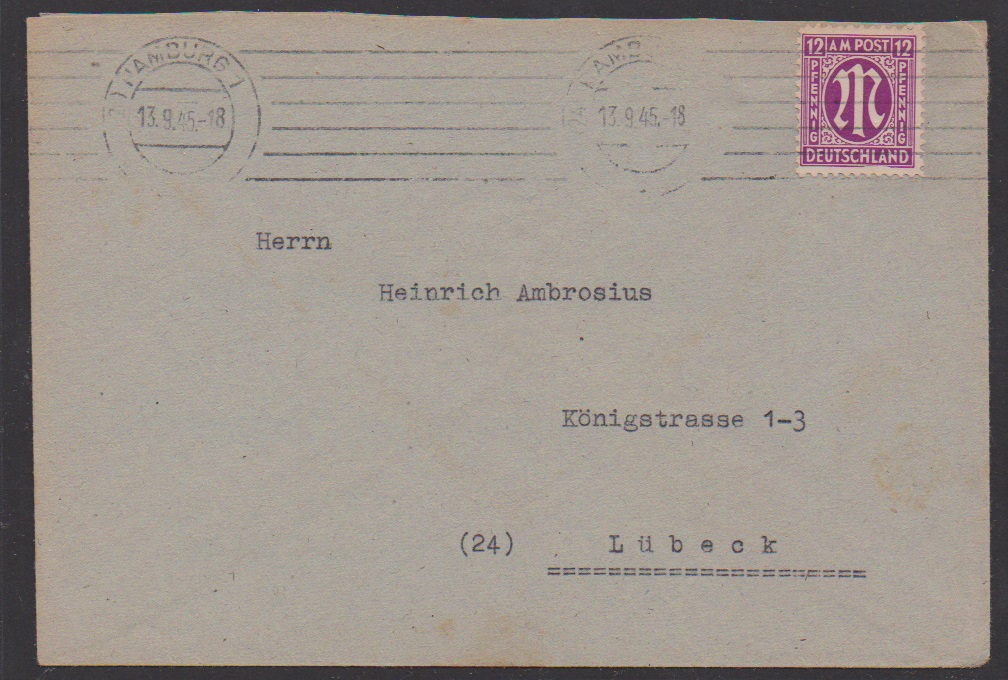 HAMBURG 1
13.9.45.-18
HAMB
13.9.45.-18
12 AM POST 12
PFENNIG M PFENNIG
DEUTSCHLAND
Herrn
Heinrich Ambrosius
Königstrasse 1-3
(24) Lübeck
====================